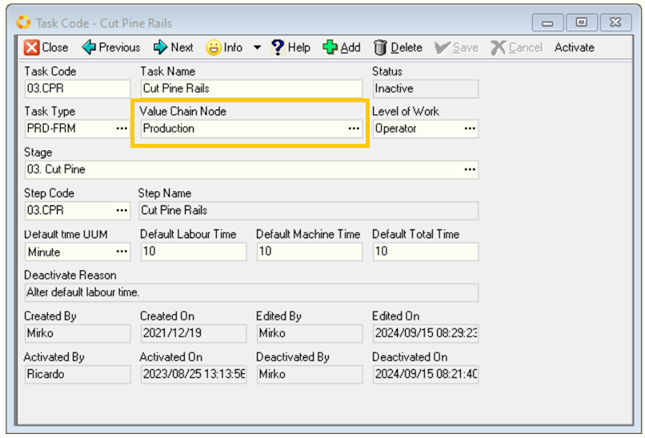 Task Code - Cut Pine Rails
Close Previous Next Info Help Add Delete Save Cancel Activate
Task Code Task Name Status
03.CPR Cut Pine Rails Inactive
Task Type Value Chain Node Level of Work
PRD-FRM ... Production ... Operator ...
Stage
03. Cut Pine ...
Step Code Step Name
03.CPR ... Cut Pine Rails
Default time UOM Default Labour Time Default Machine Time Default Total Time
Minute ... 10 10 10
Deactivate Reason
Alter default labour time.
Created By Created On Edited By Edited On
Mirko 2021/12/19 Mirko 2024/09/15 08:29:23
Activated By Activated On Deactivated By Deactivated On
Ricardo 2023/08/25 13:13:56 Mirko 2024/09/15 08:21:40